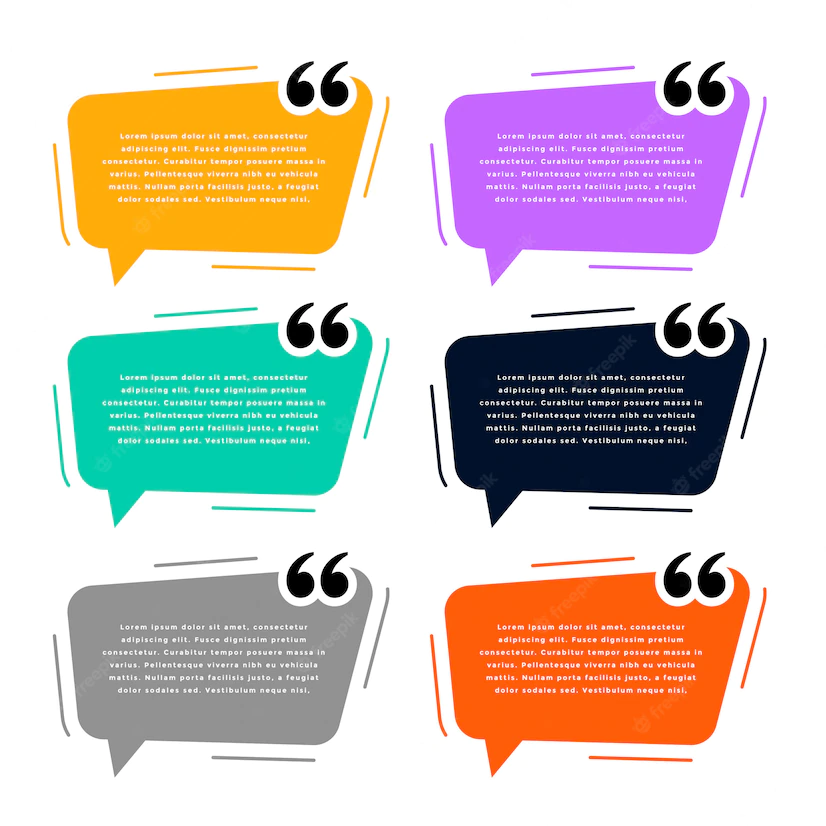 Lorem ipsum dolor sit amet, consectetur
adipiscing elit. Fusce dignissim pretium
consectetur. Curabitur tempor posuere massa in
varius. Pellentesque viverra nibh eu vehicula
mattis. Nullam porta facilisis justo, a feugiat
dolor sodales sed. Vestibulum neque nisi,
Lorem ipsum dolor sit amet, consectetur
adipiscing elit. Fusce dignissim pretium
consectetur. Curabitur tempor posuere massa in
varius. Pellentesque viverra nibh eu vehicula
mattis. Nullam porta facilisis justo, a feugiat
dolor sodales sed. Vestibulum neque nisi,
Lorem ipsum dolor sit amet, consectetur
adipiscing elit. Fusce dignissim pretium
consectetur. Curabitur tempor posuere massa in
varius. Pellentesque viverra nibh eu vehicula
mattis. Nullam porta facilisis justo, a feugiat
dolor sodales sed. Vestibulum neque nisi,
Lorem ipsum dolor sit amet, consectetur
adipiscing elit. Fusce dignissim pretium
consectetur. Curabitur tempor posuere massa in
varius. Pellentesque viverra nibh eu vehicula
mattis. Nullam porta facilisis justo, a feugiat
dolor sodales sed. Vestibulum neque nisi,
Lorem ipsum dolor sit amet, consectetur
adipiscing elit. Fusce dignissim pretium
consectetur. Curabitur tempor posuere massa in
varius. Pellentesque viverra nibh eu vehicula
mattis. Nullam porta facilisis justo, a feugiat
dolor sodales sed. Vestibulum neque nisi,
Lorem ipsum dolor sit amet, consectetur
adipiscing elit. Fusce dignissim pretium
consectetur. Curabitur tempor posuere massa in
varius. Pellentesque viverra nibh eu vehicula
mattis. Nullam porta facilisis justo, a feugiat
dolor sodales sed. Vestibulum neque nisi,